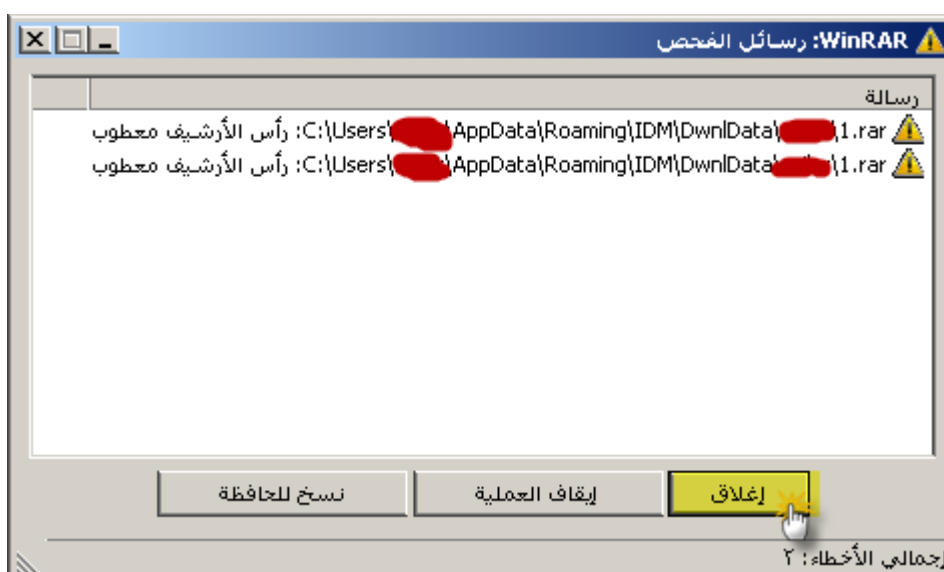 WinRAR: رسائل الفحص
رسالة
C:\Users\ \AppData\Roaming\IDM\DwnlData\ \1.rar: رأس الأرشيف معطوب
C:\Users\ \AppData\Roaming\IDM\DwnlData\ \1.rar: رأس الأرشيف معطوب
إغلاق
إيقاف العملية
نسخ للحافظة
إجمالي الأخطاء: ٢